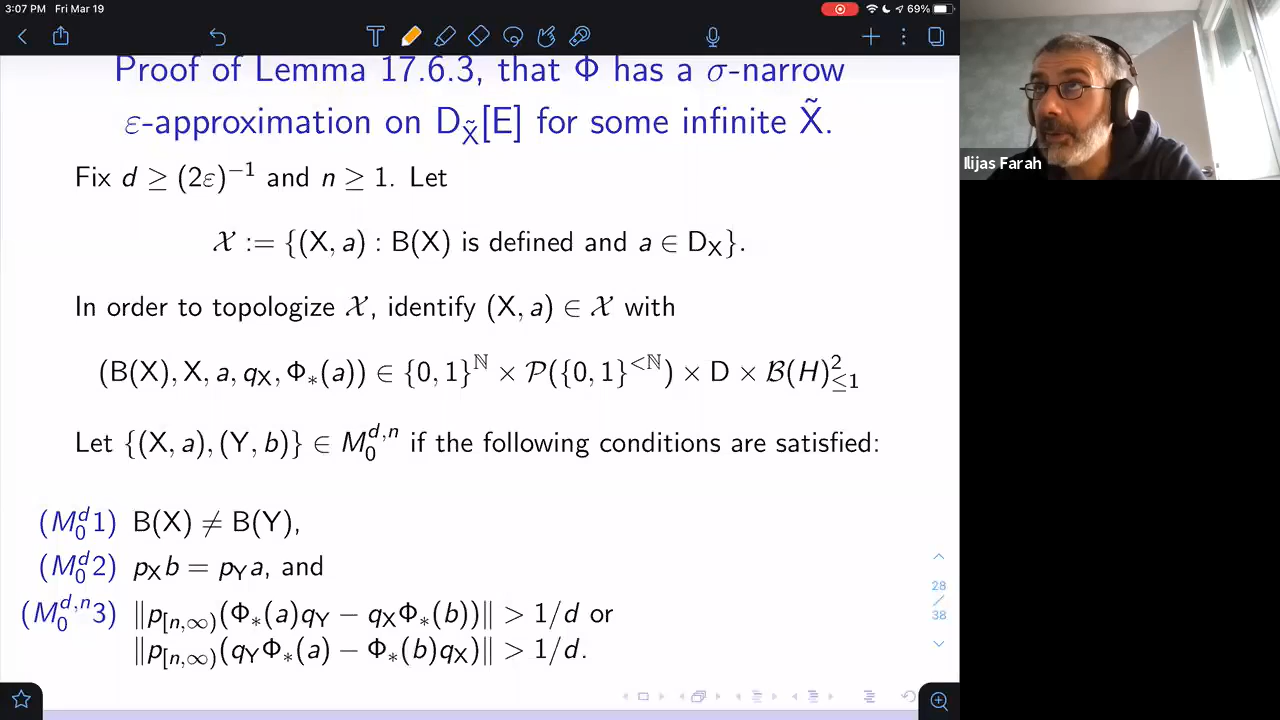 3:07 PM Fri Mar 19
69%
Proof of Lemma 17.6.3, that Φ has a σ-narrow
ε-approximation on D_X̃[E] for some infinite X̃.
Fix d ≥ (2ε)⁻¹ and n ≥ 1. Let
𝒳 := {(X, a) : B(X) is defined and a ∈ D_X}.
In order to topologize 𝒳, identify (X, a) ∈ 𝒳 with
(B(X), X, a, q_X, Φ_*(a)) ∈ {0, 1}^ℕ × 𝒫({0, 1}^{<ℕ}) × D × ℬ(H)²_{≤1}
Let {(X, a), (Y, b)} ∈ M_0^{d,n} if the following conditions are satisfied:
(M_0^d 1) B(X) ≠ B(Y),
(M_0^d 2) p_X b = p_Y a, and
(M_0^{d,n} 3) ‖p_{[n,∞)}(Φ_*(a)q_Y − q_XΦ_*(b))‖ > 1/d or
‖p_{[n,∞)}(q_YΦ_*(a) − Φ_*(b)q_X)‖ > 1/d.
28
/
38
Ilijas Farah